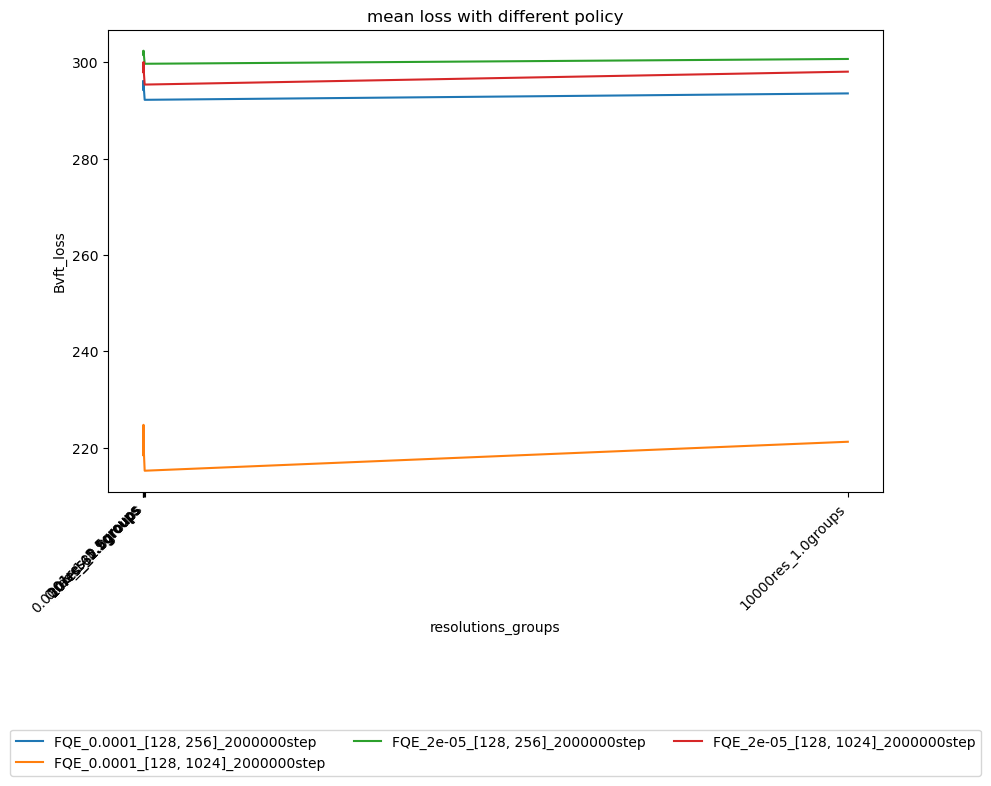 mean loss with different policy
Bvft_loss
300
280
260
240
220
10000res_1.0groups
resolutions_groups
FQE_0.0001_[128, 256]_2000000step
FQE_2e-05_[128, 256]_2000000step
FQE_2e-05_[128, 1024]_2000000step
FQE_0.0001_[128, 1024]_2000000step